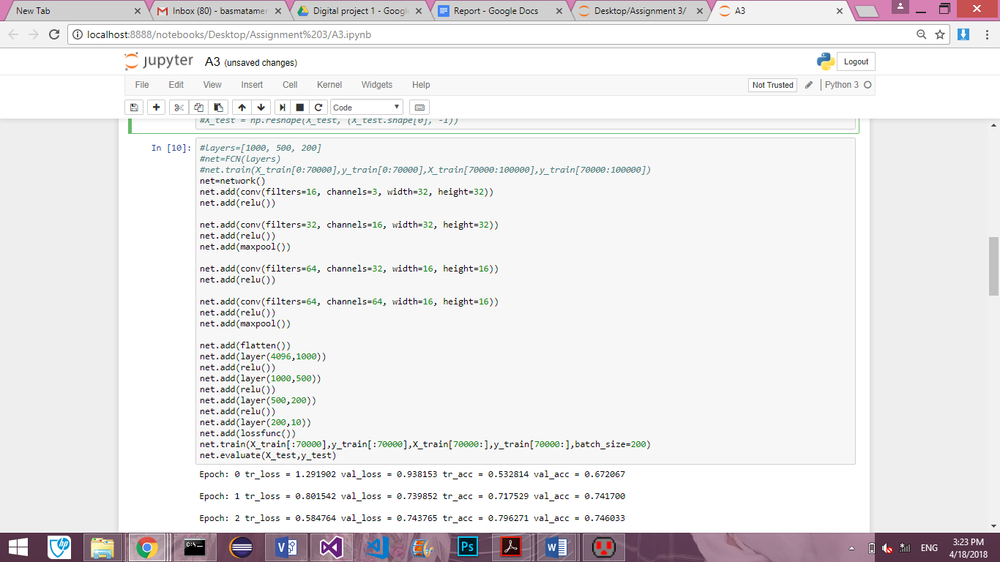 New Tab
Inbox (80) - basmatamer
Digital project 1 - Googl
Report - Google Docs
Desktop/Assignment 3/
A3
localhost:8888/notebooks/Desktop/Assignment%203/A3.ipynb
jupyter A3 (unsaved changes)
Logout
File Edit View Insert Cell Kernel Widgets Help
Not Trusted
Python 3
Code
#X_test = np.reshape(X_test, (X_test.shape[0], -1))
In [10]:
#layers=[1000, 500, 200]
#net=FCN(layers)
#net.train(X_train[0:70000],y_train[0:70000],X_train[70000:100000],y_train[70000:100000])
net=network()
net.add(conv(filters=16, channels=3, width=32, height=32))
net.add(relu())
net.add(conv(filters=32, channels=16, width=32, height=32))
net.add(relu())
net.add(maxpool())
net.add(conv(filters=64, channels=32, width=16, height=16))
net.add(relu())
net.add(conv(filters=64, channels=64, width=16, height=16))
net.add(relu())
net.add(maxpool())
net.add(flatten())
net.add(layer(4096,1000))
net.add(relu())
net.add(layer(1000,500))
net.add(relu())
net.add(layer(500,200))
net.add(relu())
net.add(layer(200,10))
net.add(lossfunc())
net.train(X_train[:70000],y_train[:70000],X_train[70000:],y_train[70000:],batch_size=200)
net.evaluate(X_test,y_test)
Epoch: 0 tr_loss = 1.291902 val_loss = 0.938153 tr_acc = 0.532814 val_acc = 0.672067
Epoch: 1 tr_loss = 0.801542 val_loss = 0.739852 tr_acc = 0.717529 val_acc = 0.741700
Epoch: 2 tr_loss = 0.584764 val_loss = 0.743765 tr_acc = 0.796271 val_acc = 0.746033
hp
C:\_
V
Ps
W
ENG
3:23 PM
4/18/2018